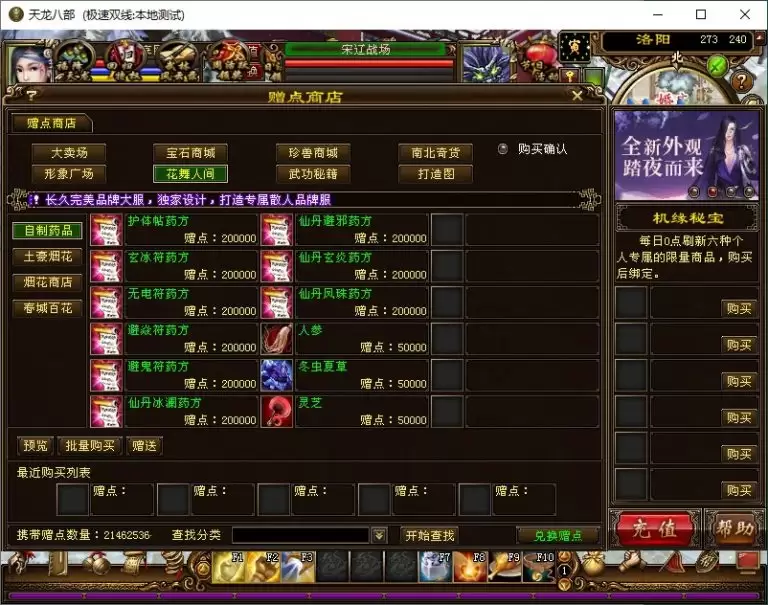 天龙八部 (极速双线:本地测试)
宋辽战场
寅
洛阳 273 240
北
赠点商店
赠点商店
大卖场 宝石商城 珍兽商城 南北奇货 购买确认
形象广场 花舞人间 武功秘籍 打造图
长久完美品牌大服，独家设计，打造专属散人品牌服
自制药品
土豪烟花
烟花商店
春城百花
护体帖药方 仙丹避邪药方
赠点：200000 赠点：200000
玄冰符药方 仙丹玄炎药方
赠点：200000 赠点：200000
无电符药方 仙丹凤珠药方
赠点：200000 赠点：200000
避焱符药方 人参
赠点：200000 赠点：50000
避鬼符药方 冬虫夏草
赠点：200000 赠点：50000
仙丹冰澜药方 灵芝
赠点：200000 赠点：50000
预览 批量购买 赠送
最近购买列表
赠点： 赠点： 赠点： 赠点： 赠点：
携带赠点数量：21462536 查找分类 开始查找 兑换赠点
全新外观
踏夜而来
机缘秘宝
每日0点刷新六种个
人专属的限量商品，购买
后绑定。
购买
购买
购买
购买
购买
购买
充值 帮助
F1 F2 F3 F7 F8 F9 F10
1